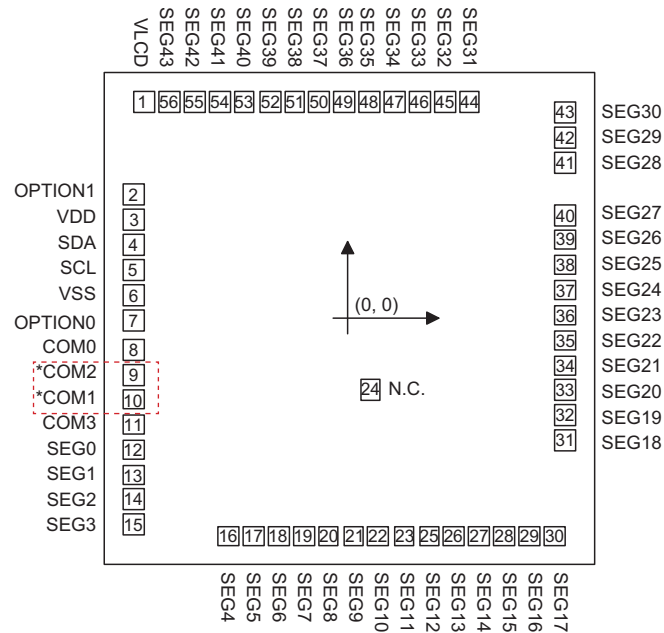 VLCD SEG43 SEG42 SEG41 SEG40 SEG39 SEG38 SEG37 SEG36 SEG35 SEG34 SEG33 SEG32 SEG31
1 56 55 54 53 52 51 50 49 48 47 46 45 44
43 SEG30
42 SEG29
41 SEG28
OPTION1 2
VDD 3
SDA 4
SCL 5
VSS 6
OPTION0 7
COM0 8
*COM2 9
*COM1 10
COM3 11
SEG0 12
SEG1 13
SEG2 14
SEG3 15
(0, 0)
24 N.C.
40 SEG27
39 SEG26
38 SEG25
37 SEG24
36 SEG23
35 SEG22
34 SEG21
33 SEG20
32 SEG19
31 SEG18
16 17 18 19 20 21 22 23 25 26 27 28 29 30
SEG4 SEG5 SEG6 SEG7 SEG8 SEG9 SEG10 SEG11 SEG12 SEG13 SEG14 SEG15 SEG16 SEG17